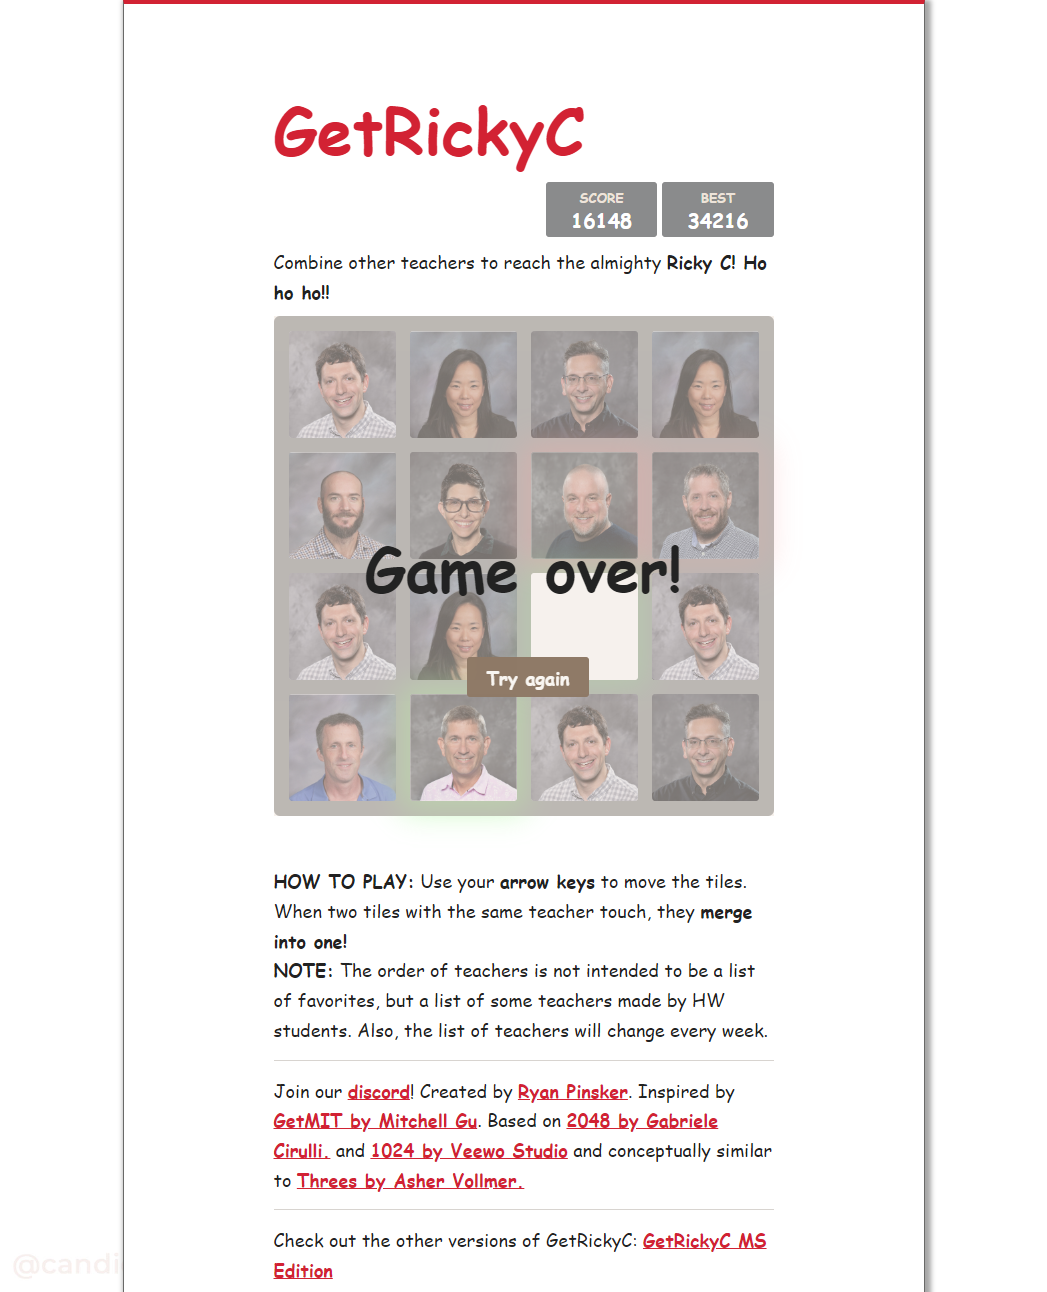 GetRickyC
SCORE
16148
BEST
34216
Combine other teachers to reach the almighty Ricky C! Ho
ho ho!!
Game over!
Try again
HOW TO PLAY: Use your arrow keys to move the tiles.
When two tiles with the same teacher touch, they merge
into one!
NOTE: The order of teachers is not intended to be a list
of favorites, but a list of some teachers made by HW
students. Also, the list of teachers will change every week.
Join our discord! Created by Ryan Pinsker. Inspired by
GetMIT by Mitchell Gu. Based on 2048 by Gabriele
Cirulli. and 1024 by Veewo Studio and conceptually similar
to Threes by Asher Vollmer.
Check out the other versions of GetRickyC: GetRickyC MS
Edition